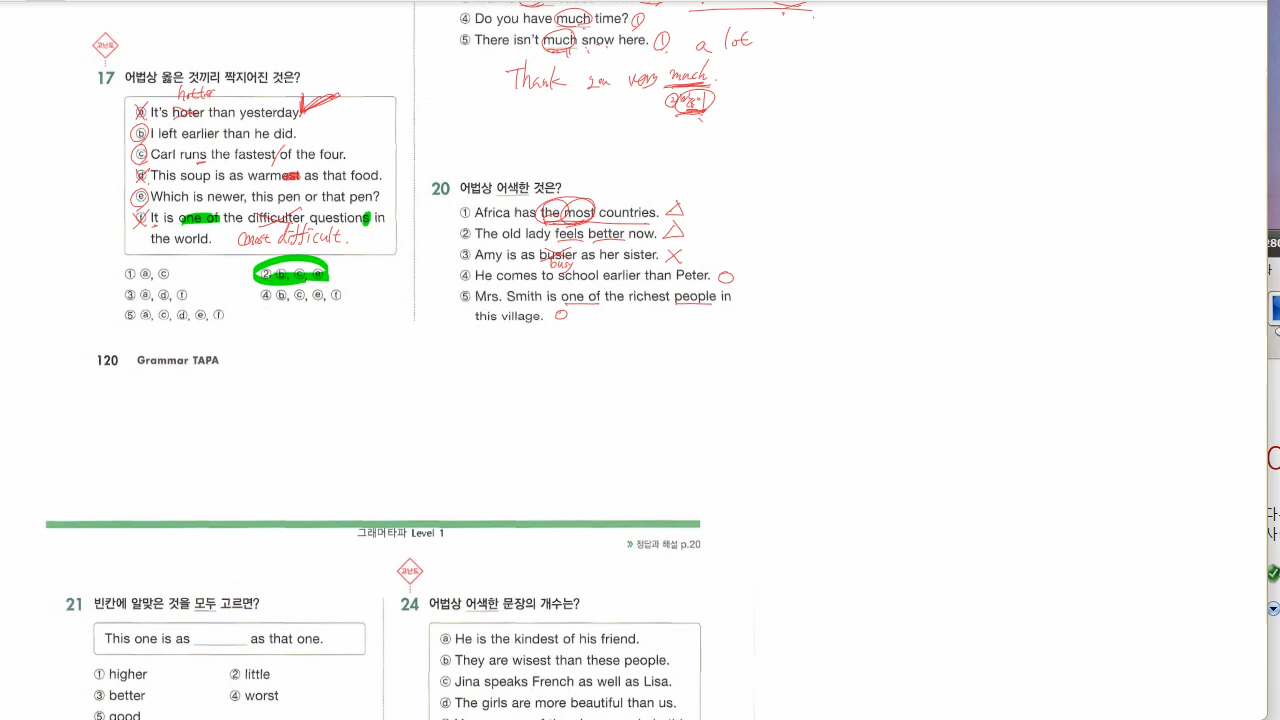 ④ Do you have much time? ①
⑤ There isn't much snow here. ① a lot
Thank you very much.
고난도
17 어법상 옳은 것끼리 짝지어진 것은?
hotter
ⓐ It's hoter than yesterday.
ⓑ I left earlier than he did.
ⓒ Carl runs the fastest of the four.
ⓓ This soup is as warmest as that food.
ⓔ Which is newer, this pen or that pen?
ⓕ It is one of the difficulter questions in
the world. most difficult.
① ⓐ, ⓒ ② ⓑ, ⓒ, ⓔ
③ ⓐ, ⓓ, ⓕ ④ ⓑ, ⓒ, ⓔ, ⓕ
⑤ ⓐ, ⓒ, ⓓ, ⓔ, ⓕ
20 어법상 어색한 것은?
① Africa has the most countries.
② The old lady feels better now.
③ Amy is as busier as her sister.
busy
④ He comes to school earlier than Peter.
⑤ Mrs. Smith is one of the richest people in
this village.
120 Grammar TAPA
그래머타파 Level 1
» 정답과 해설 p.20
21 빈칸에 알맞은 것을 모두 고르면?
This one is as ______ as that one.
① higher ② little
③ better ④ worst
⑤ good
고난도
24 어법상 어색한 문장의 개수는?
ⓐ He is the kindest of his friend.
ⓑ They are wisest than these people.
ⓒ Jina speaks French as well as Lisa.
ⓓ The girls are more beautiful than us.